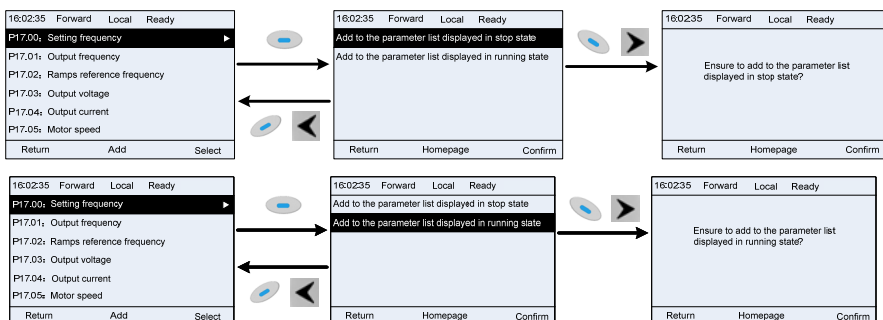 16:02:35 Forward Local Ready
P17.00: Setting frequency
P17.01: Output frequency
P17.02: Ramps reference frequency
P17.03: Output voltage
P17.04: Output current
P17.05: Motor speed
Return Add Select
16:02:35 Forward Local Ready
Add to the parameter list displayed in stop state
Add to the parameter list displayed in running state
Return Homepage Confirm
16:02:35 Forward Local Ready
Ensure to add to the parameter list
displayed in stop state?
Return Homepage Confirm
16:02:35 Forward Local Ready
P17.00: Setting frequency
P17.01: Output frequency
P17.02: Ramps reference frequency
P17.03: Output voltage
P17.04: Output current
P17.05: Motor speed
Return Add Select
16:02:35 Forward Local Ready
Add to the parameter list displayed in stop state
Add to the parameter list displayed in running state
Return Homepage Confirm
16:02:35 Forward Local Ready
Ensure to add to the parameter list
displayed in running state?
Return Homepage Confirm